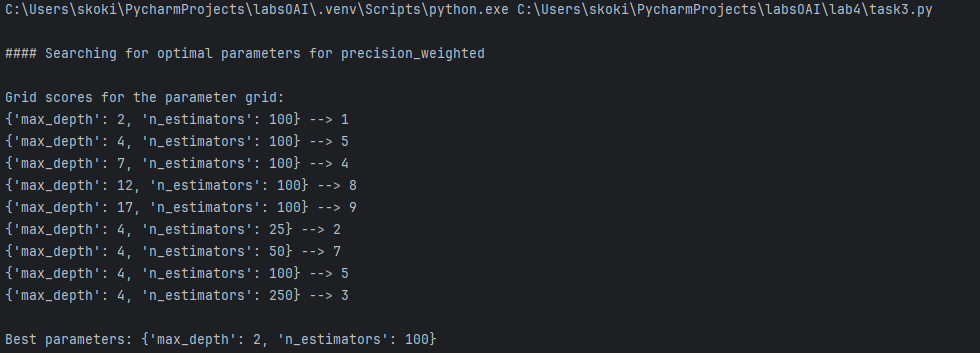 C:\Users\skoki\PycharmProjects\labsOAI\.venv\Scripts\python.exe C:\Users\skoki\PycharmProjects\labsOAI\lab4\task3.py
#### Searching for optimal parameters for precision_weighted
Grid scores for the parameter grid:
{'max_depth': 2, 'n_estimators': 100} --> 1
{'max_depth': 4, 'n_estimators': 100} --> 5
{'max_depth': 7, 'n_estimators': 100} --> 4
{'max_depth': 12, 'n_estimators': 100} --> 8
{'max_depth': 17, 'n_estimators': 100} --> 9
{'max_depth': 4, 'n_estimators': 25} --> 2
{'max_depth': 4, 'n_estimators': 50} --> 7
{'max_depth': 4, 'n_estimators': 100} --> 5
{'max_depth': 4, 'n_estimators': 250} --> 3
Best parameters: {'max_depth': 2, 'n_estimators': 100}